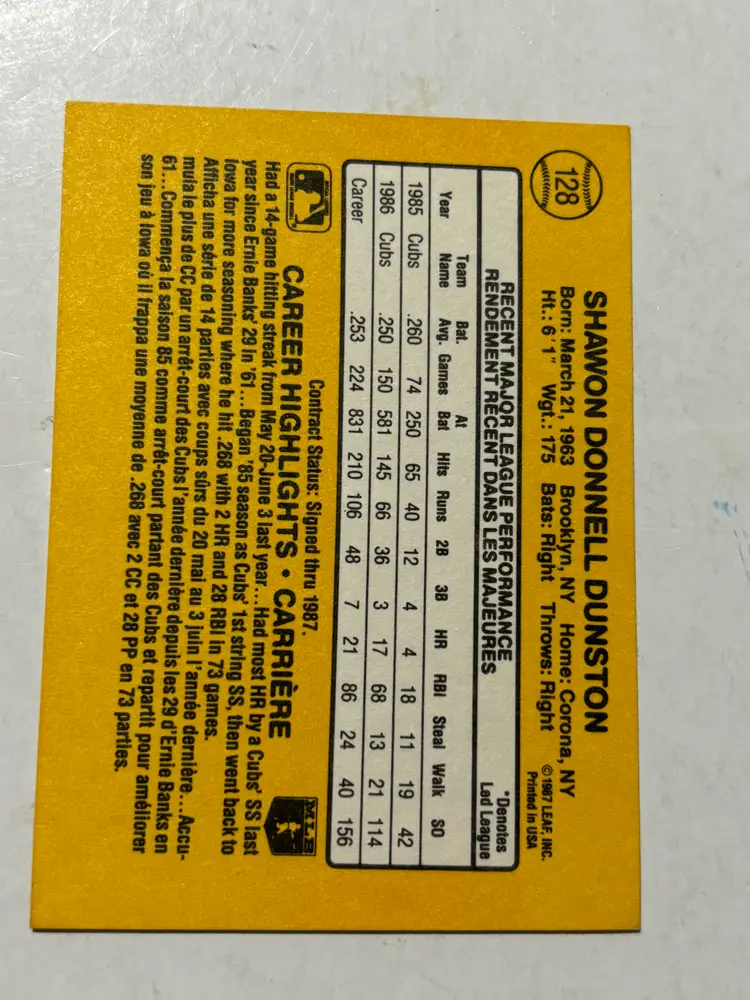 128
SHAWON DONNELL DUNSTON
Born: March 21, 1963 Brooklyn, NY Home: Corona, NY
Ht.: 6'1" Wgt.: 175 Bats: Right Throws: Right
©1987 LEAF, INC.
Printed in USA
RECENT MAJOR LEAGUE PERFORMANCE
RENDEMENT RÉCENT DANS LES MAJEURES
*Denotes
Led League
Year Team Name Bat. Avg. Games At Bat Hits Runs 2B 3B HR RBI Steal Walk SO
1985 Cubs .260 74 250 65 40 12 4 4 18 11 19 42
1986 Cubs .250 150 581 145 66 36 3 17 68 13 21 114
Career .253 224 831 210 106 48 7 21 86 24 40 156
Contract Status: Signed thru 1987.
CAREER HIGHLIGHTS • CARRIÈRE
MLB
Had a 14-game hitting streak from May 20-June 3 last year...Had most HR by a Cubs' SS last
year since Ernie Banks' 29 in '61...Began '85 season as Cubs' 1st string SS, then went back to
Iowa for more seasoning where he hit .268 with 2 HR and 28 RBI in 73 games.
Afficha une série de 14 parties avec coups sûrs du 20 mai au 3 juin l'année dernière...Accu-
mula le plus de CC par un arrêt-court des Cubs l'année dernière depuis les 29 d'Ernie Banks en
61...Commença la saison 85 comme arrêt-court partant des Cubs et repartit pour améliorer
son jeu à Iowa où il frappa une moyenne de .268 avec 2 CC et 28 PP en 73 parties.